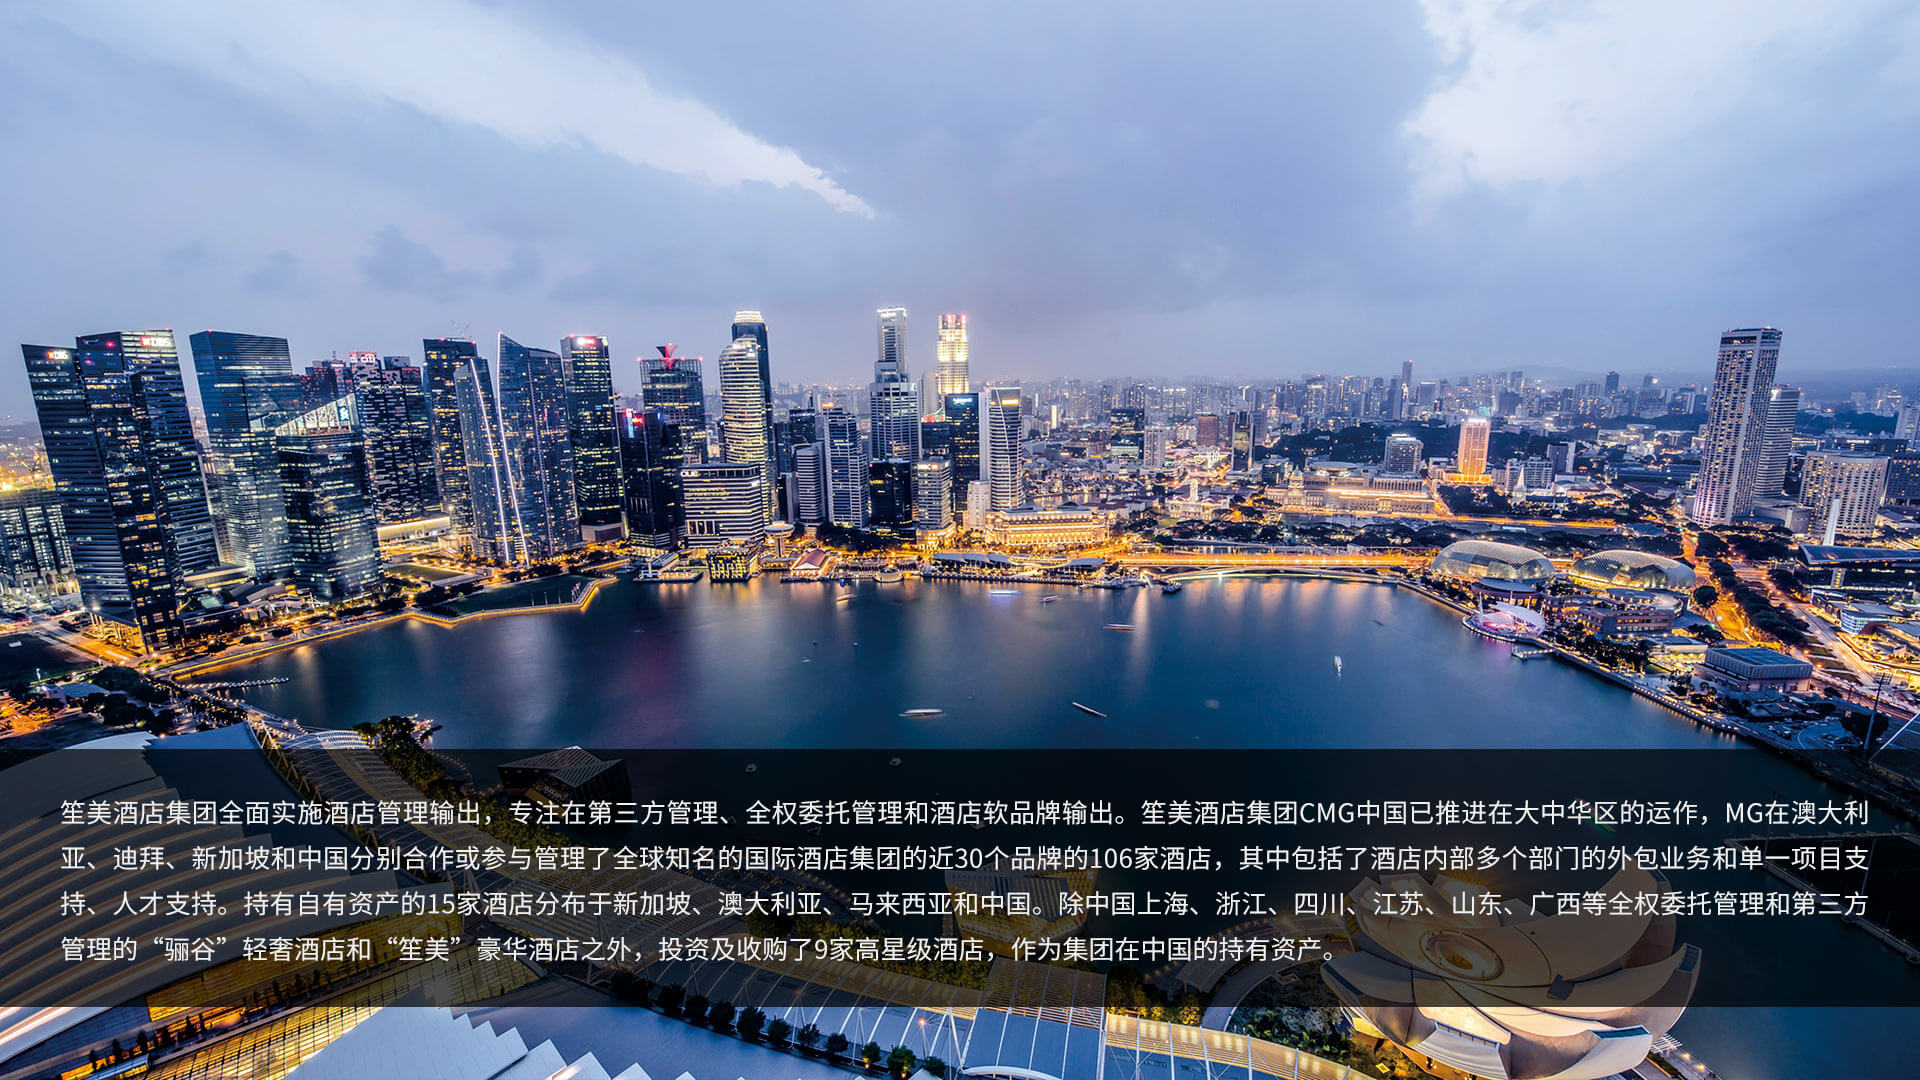 DBS
DBS
citi
笙美酒店集团全面实施酒店管理输出，专注在第三方管理、全权委托管理和酒店软品牌输出。笙美酒店集团CMG中国已推进在大中华区的运作，MG在澳大利
亚、迪拜、新加坡和中国分别合作或参与管理了全球知名的国际酒店集团的近30个品牌的106家酒店，其中包括了酒店内部多个部门的外包业务和单一项目支
持、人才支持。持有自有资产的15家酒店分布于新加坡、澳大利亚、马来西亚和中国。除中国上海、浙江、四川、江苏、山东、广西等全权委托管理和第三方
管理的“骊谷”轻奢酒店和“笙美”豪华酒店之外，投资及收购了9家高星级酒店，作为集团在中国的持有资产。